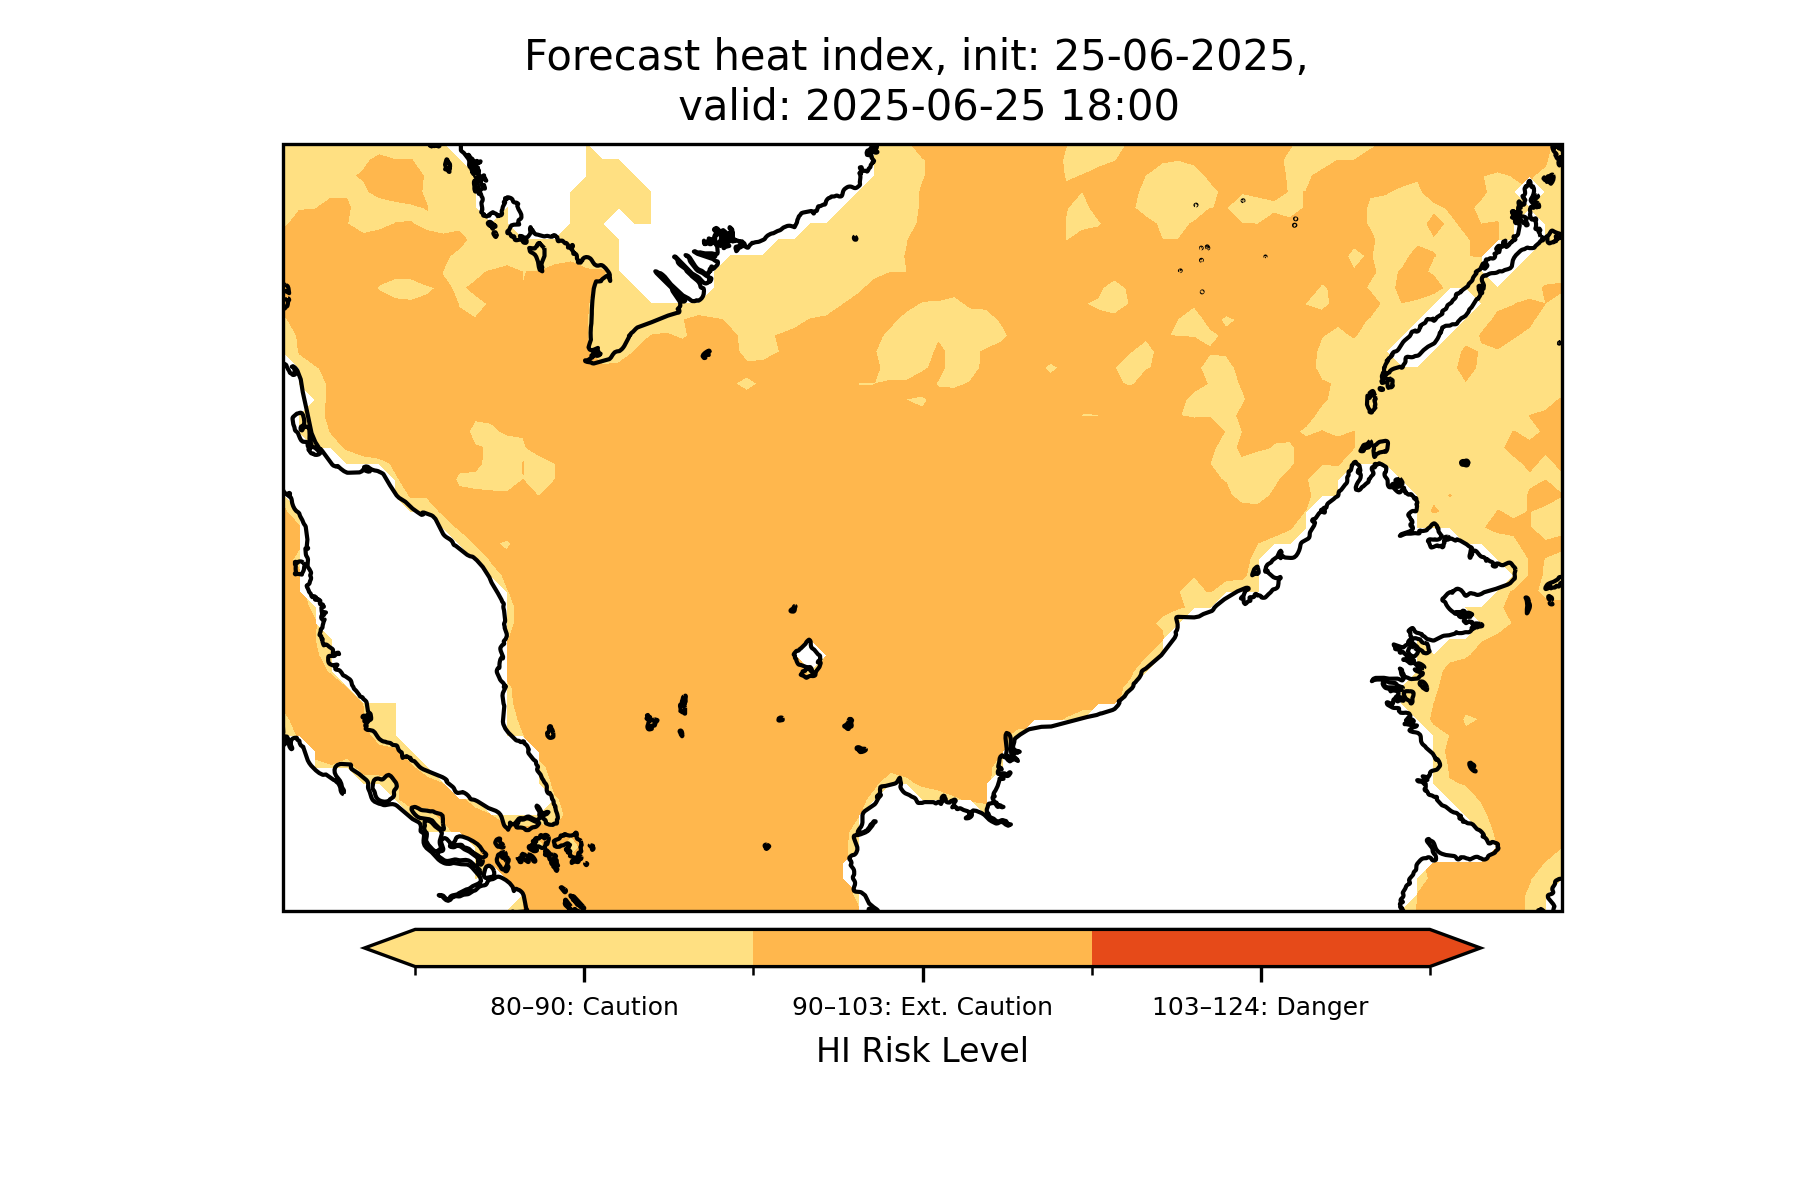 Forecast heat index, init: 25-06-2025,
valid: 2025-06-25 18:00
80–90: Caution
90–103: Ext. Caution
103–124: Danger
HI Risk Level